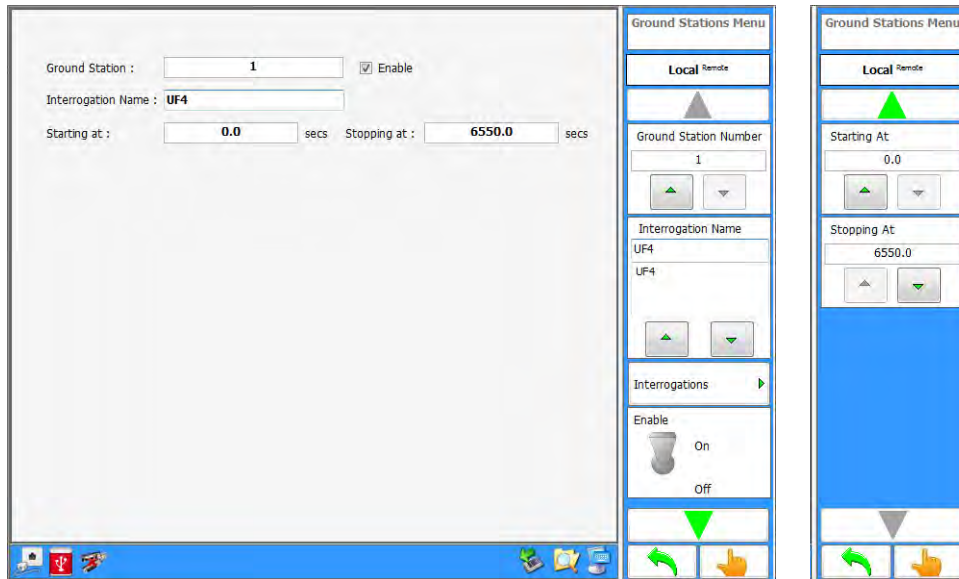 Ground Station : 1 Enable
Interrogation Name : UF4
Starting at : 0.0 secs Stopping at : 6550.0 secs
Ground Stations Menu
Local Remote
Ground Station Number
1
Interrogation Name
UF4
UF4
Interrogations
Enable
On
Off
Ground Stations Menu
Local Remote
Starting At
0.0
Stopping At
6550.0